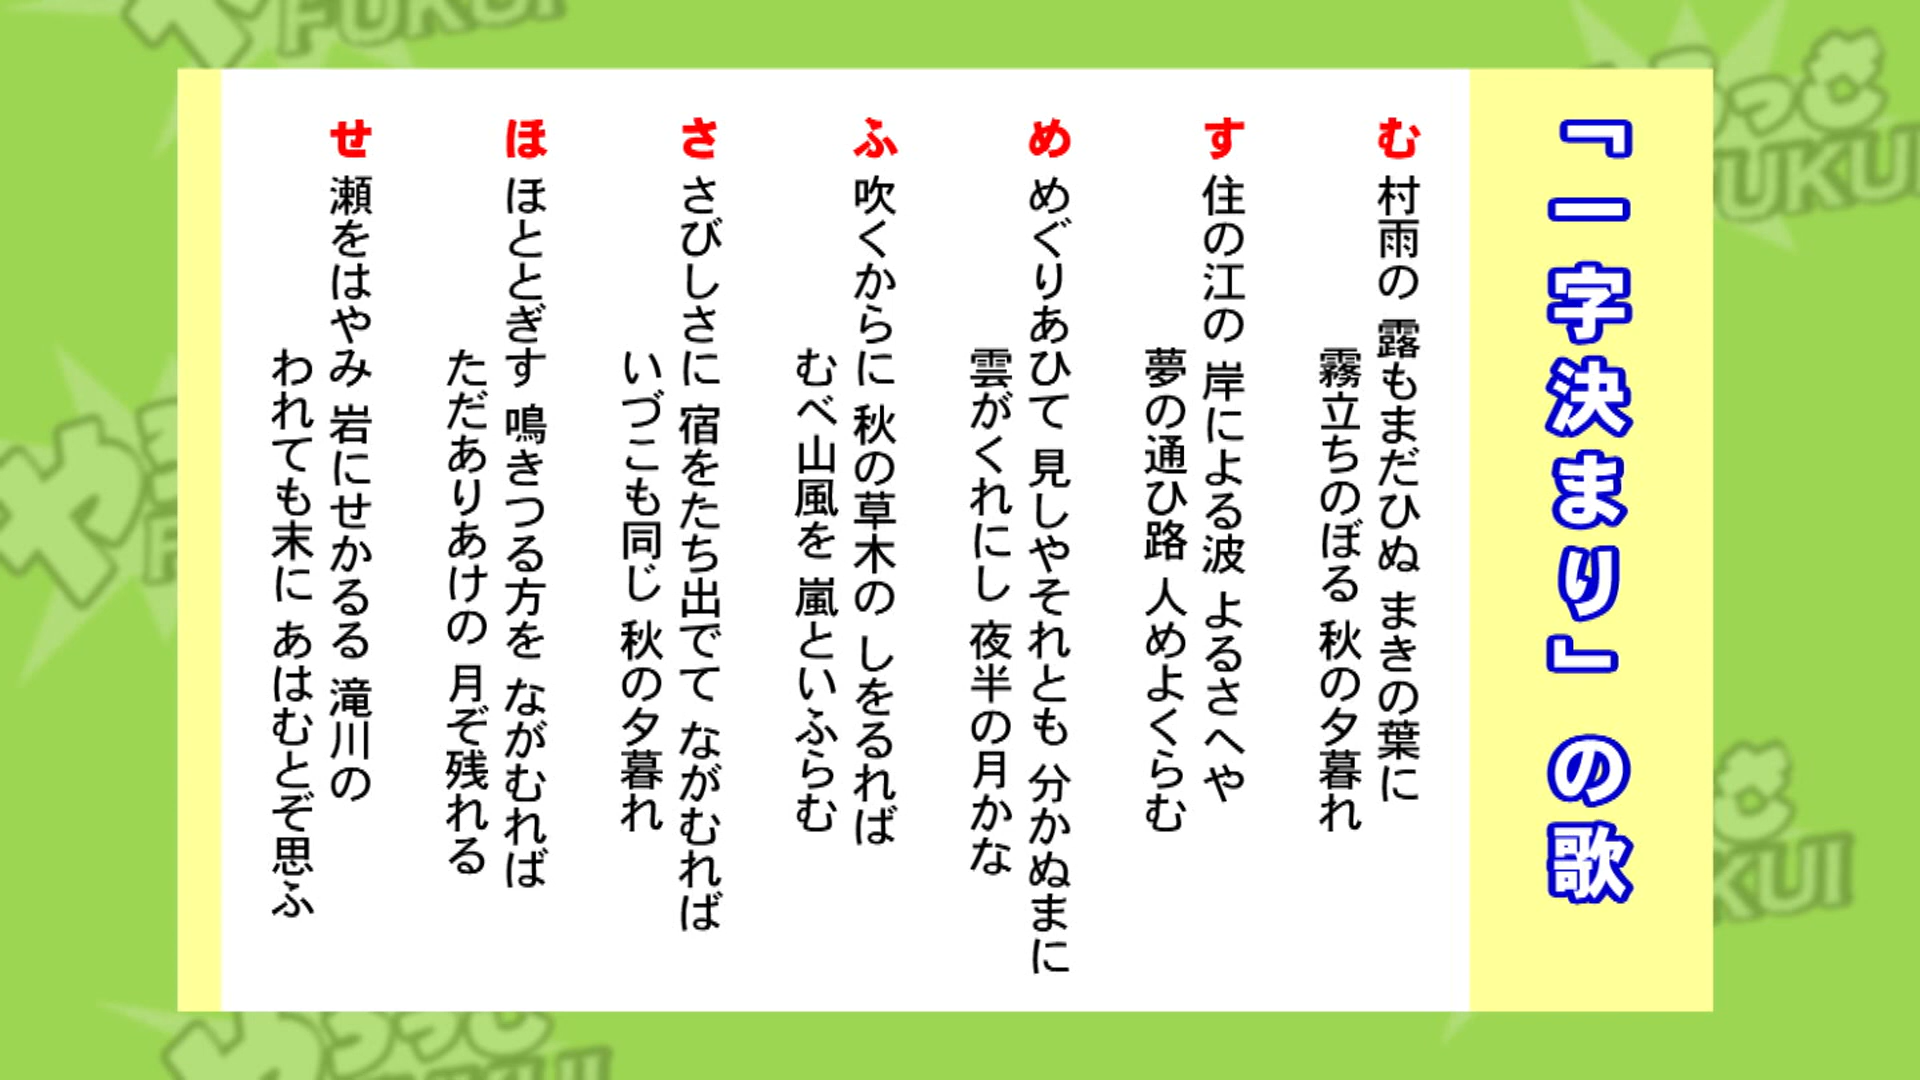 『一字決まり』の歌
む 村雨の 露もまだひぬ まきの葉に
霧立ちのぼる 秋の夕暮れ
す 住の江の 岸による波 よるさへや
夢の通ひ路 人めよくらむ
め めぐりあひて 見しやそれとも 分かぬまに
雲がくれにし 夜半の月かな
ふ 吹くからに 秋の草木の しをるれば
むべ山風を 嵐といふらむ
さ さびしさに 宿をたち出でて ながむれば
いづこも同じ 秋の夕暮れ
ほ ほととぎす 鳴きつる方を ながむれば
ただありあけの 月ぞ残れる
せ 瀬をはやみ 岩にせかるる 滝川の
われても末に あはむとぞ思ふ
FUKUI